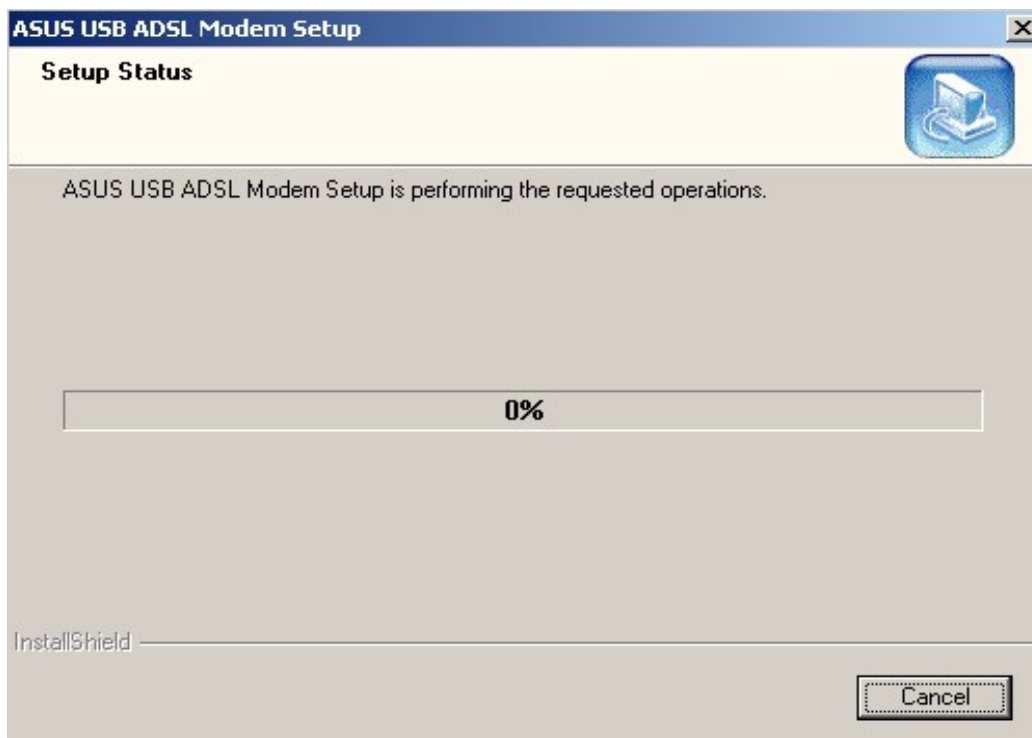 ASUS USB ADSL Modem Setup
Setup Status
ASUS USB ADSL Modem Setup is performing the requested operations.
0%
InstallShield
Cancel